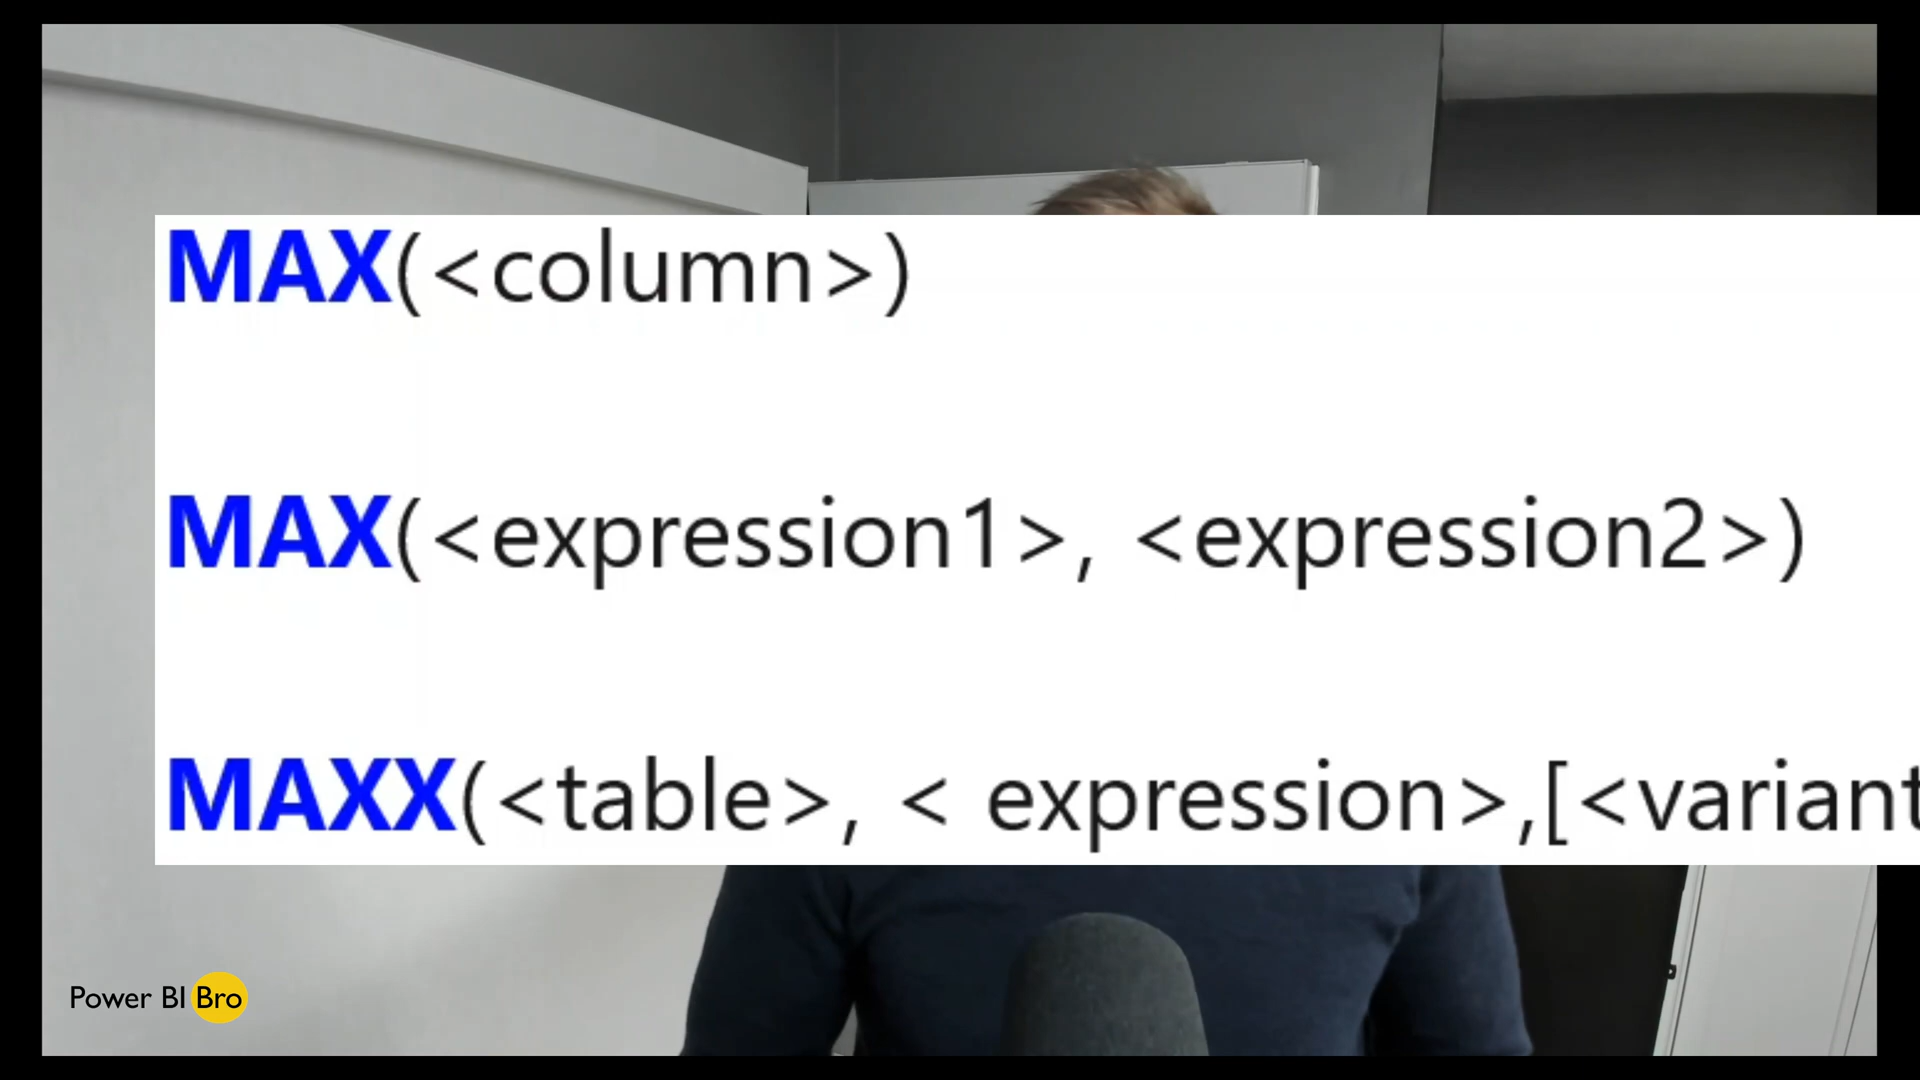 MAX(<column>)
MAX(<expression1>, <expression2>)
MAXX(<table>, < expression>,[<variant
Power BI Bro